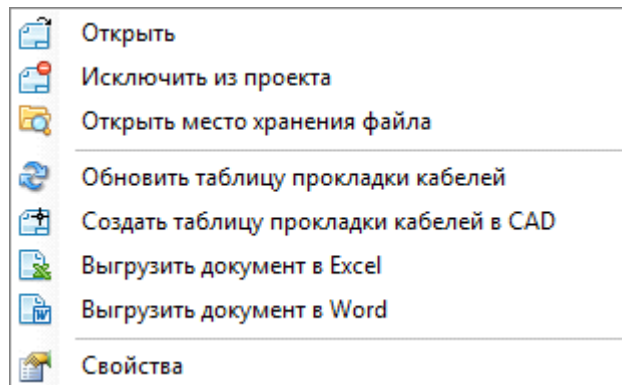 Открыть
Исключить из проекта
Открыть место хранения файла
Обновить таблицу прокладки кабелей
Создать таблицу прокладки кабелей в CAD
Выгрузить документ в Excel
Выгрузить документ в Word
Свойства